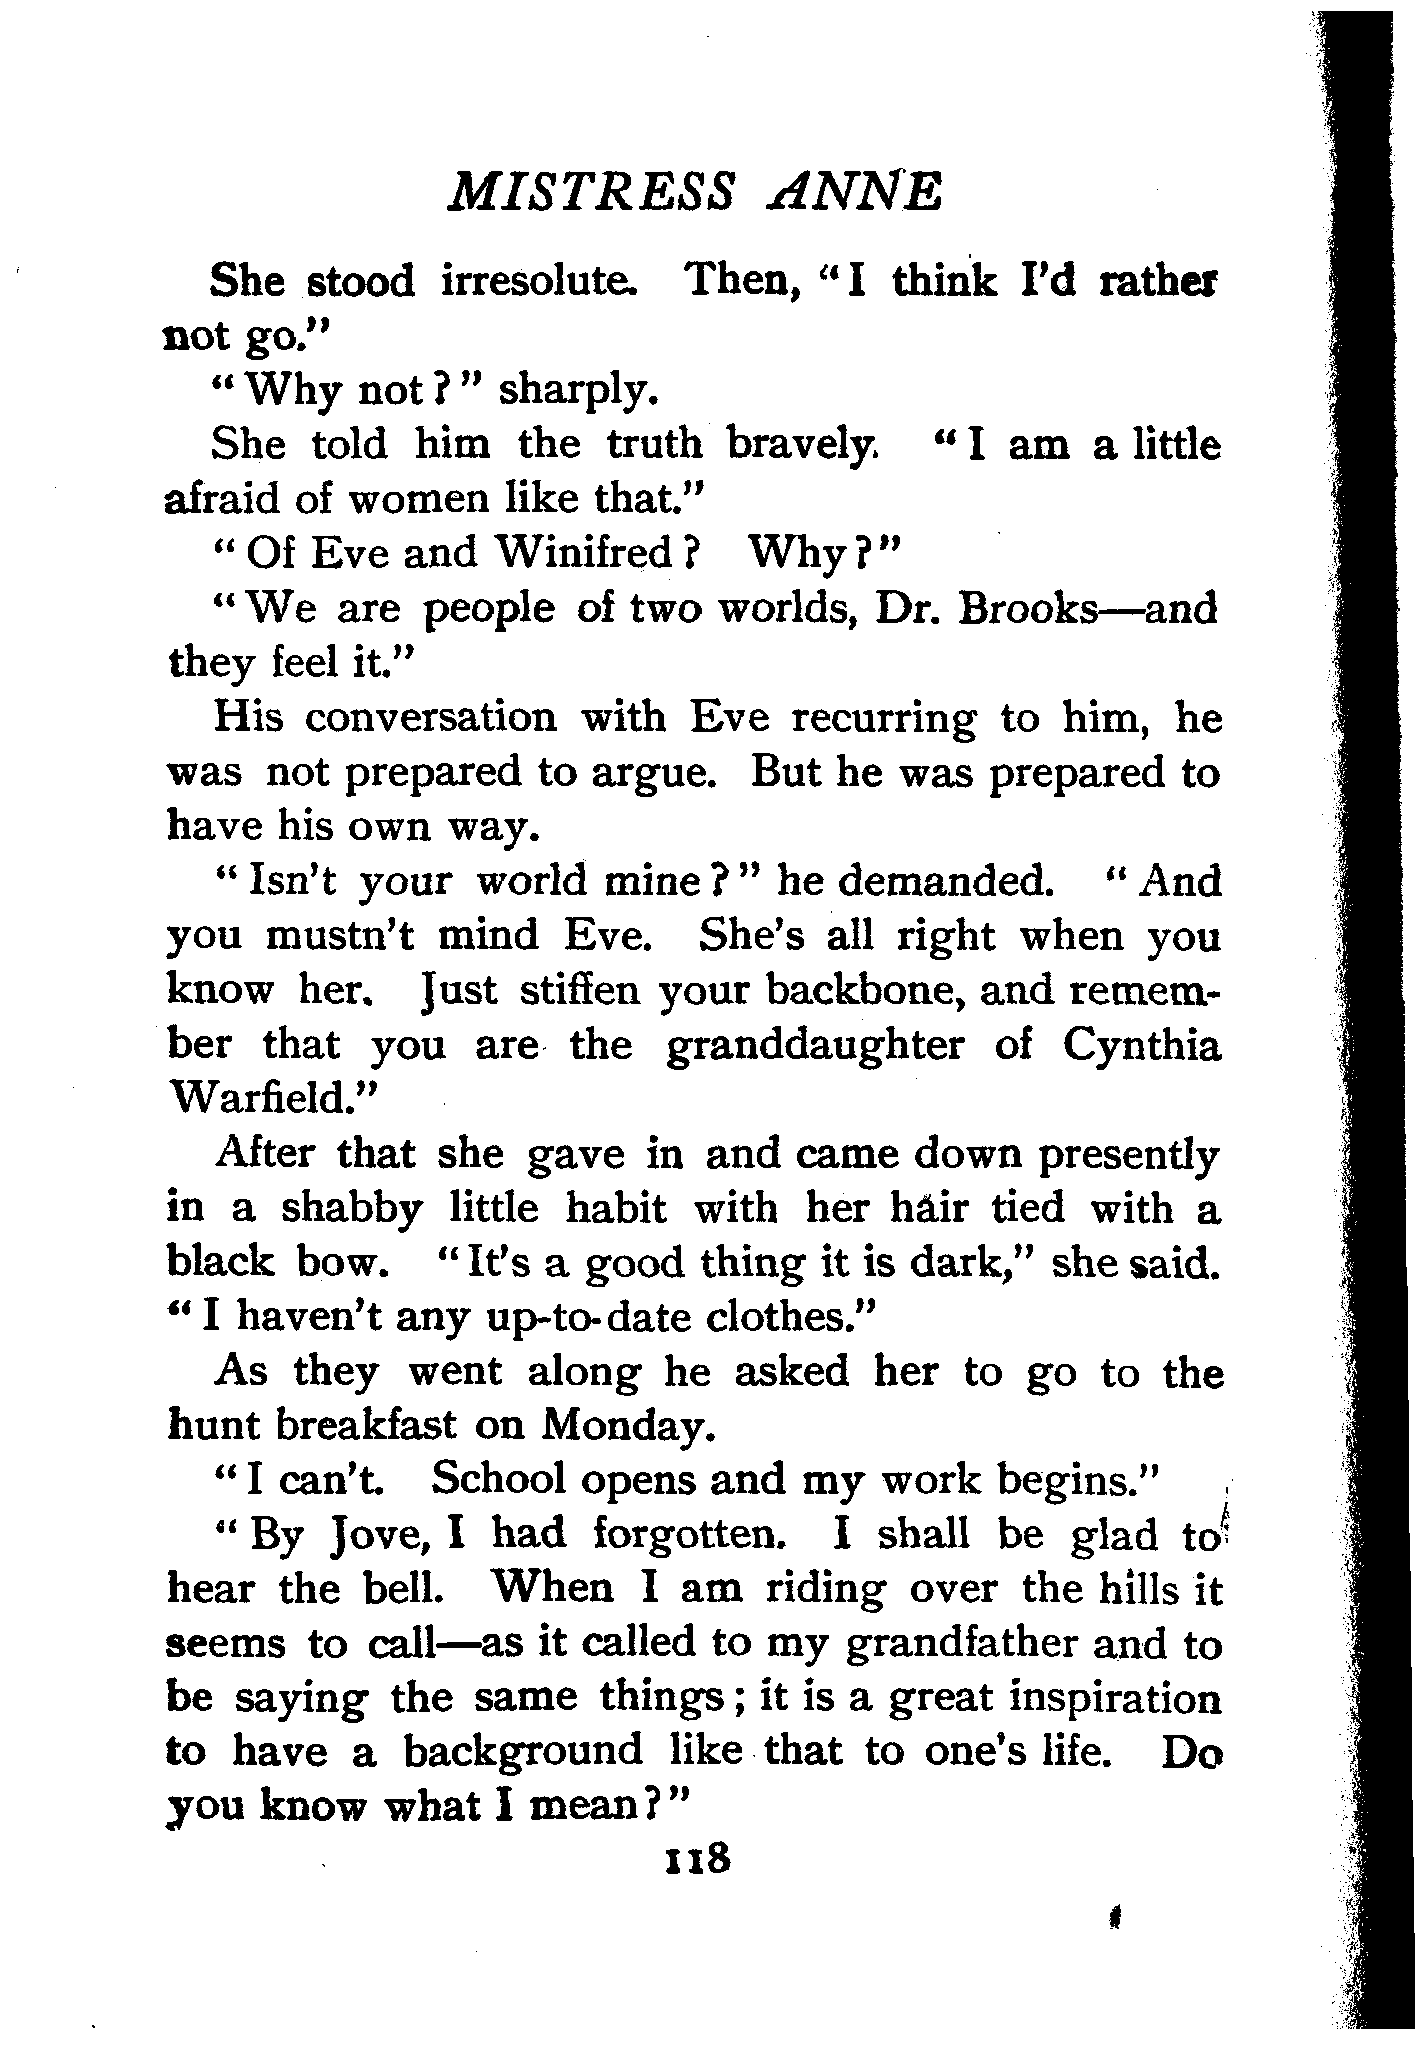 MISTRESS ANNE
She stood irresolute. Then, "I think I'd rather
not go."
"Why not?" sharply.
She told him the truth bravely. "I am a little
afraid of women like that."
"Of Eve and Winifred? Why?"
"We are people of two worlds, Dr. Brooks—and
they feel it."
His conversation with Eve recurring to him, he
was not prepared to argue. But he was prepared to
have his own way.
"Isn't your world mine?" he demanded. "And
you mustn't mind Eve. She's all right when you
know her. Just stiffen your backbone, and remem-
ber that you are the granddaughter of Cynthia
Warfield."
After that she gave in and came down presently
in a shabby little habit with her hair tied with a
black bow. "It's a good thing it is dark," she said.
"I haven't any up-to-date clothes."
As they went along he asked her to go to the
hunt breakfast on Monday.
"I can't. School opens and my work begins."
"By Jove, I had forgotten. I shall be glad to
hear the bell. When I am riding over the hills it
seems to call—as it called to my grandfather and to
be saying the same things; it is a great inspiration
to have a background like that to one's life. Do
you know what I mean?"
118